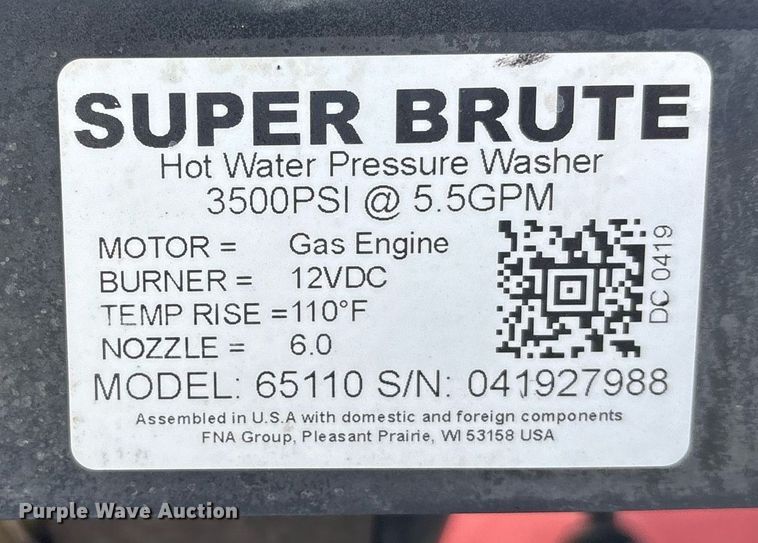 SUPER BRUTE
Hot Water Pressure Washer
3500PSI @ 5.5GPM
MOTOR = Gas Engine
BURNER = 12VDC
TEMP RISE =110°F
NOZZLE = 6.0
DC 0419
MODEL: 65110 S/N: 041927988
Assembled in U.S.A with domestic and foreign components
FNA Group, Pleasant Prairie, WI 53158 USA
Purple Wave Auction